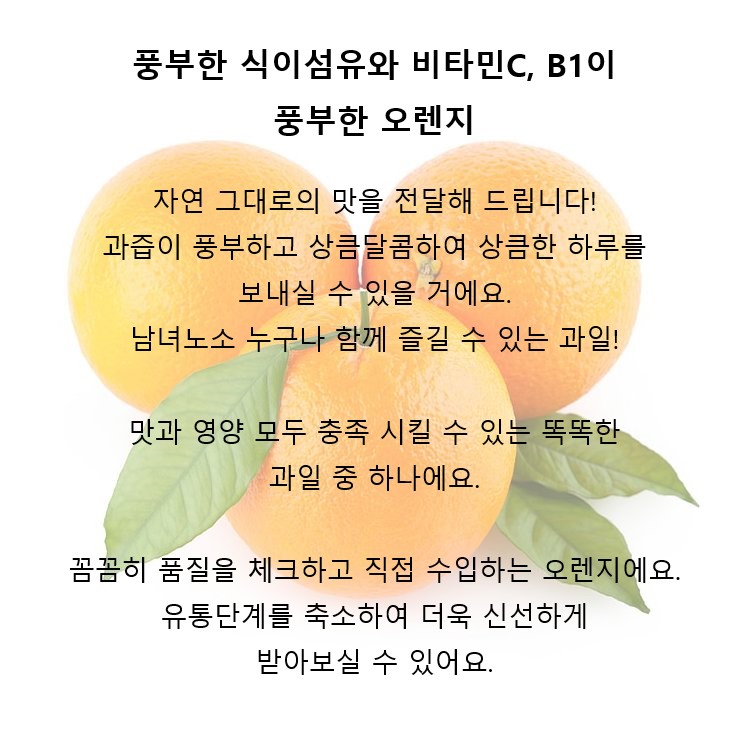 풍부한 식이섬유와 비타민C, B1이
풍부한 오렌지
자연 그대로의 맛을 전달해 드립니다!
과즙이 풍부하고 상큼달콤하여 상큼한 하루를
보내실 수 있을 거에요.
남녀노소 누구나 함께 즐길 수 있는 과일!
맛과 영양 모두 충족 시킬 수 있는 똑똑한
과일 중 하나에요.
꼼꼼히 품질을 체크하고 직접 수입하는 오렌지에요.
유통단계를 축소하여 더욱 신선하게
받아보실 수 있어요.